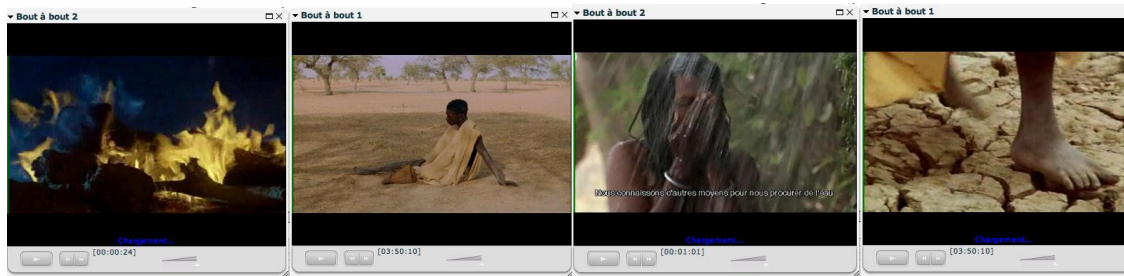 Bout à bout 2
Chargement...
[00:00:24]
Bout à bout 1
[03:50:10]
Bout à bout 2
Nous connaissons d'autres moyens pour nous procurer de l'eau
Chargement...
[00:01:01]
Bout à bout 1
Chargement...
[03:50:10]